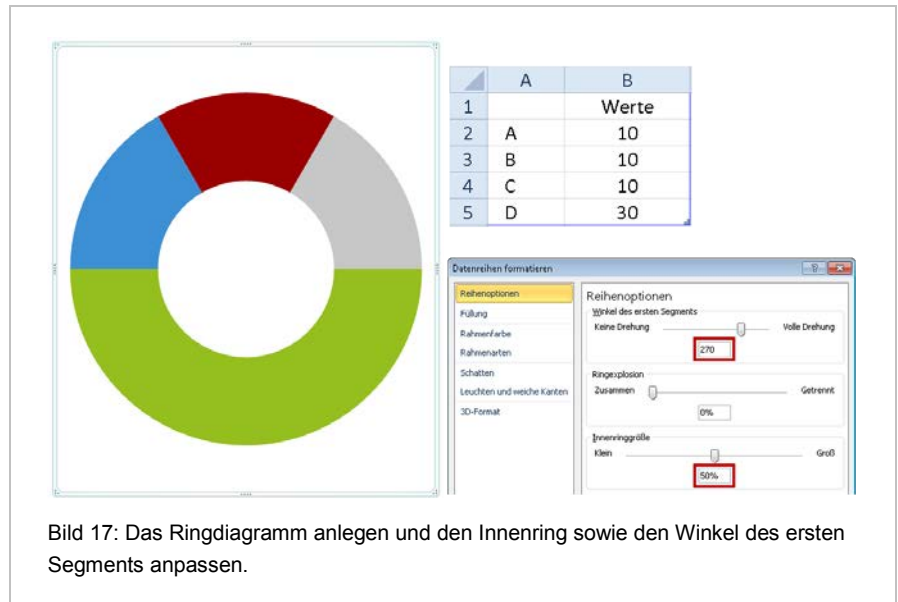 A B
1 Werte
2 A 10
3 B 10
4 C 10
5 D 30
Datenreihen formatieren
Reihenoptionen
Füllung
Rahmenfarbe
Rahmenarten
Schatten
Leuchten und weiche Kanten
3D-Format
Reihenoptionen
Winkel des ersten Segments
Keine Drehung Volle Drehung
270
Ringexplosion
Zusammen Getrennt
0%
Innenringgröße
Klein Groß
50%
Bild 17: Das Ringdiagramm anlegen und den Innenring sowie den Winkel des ersten
Segments anpassen.